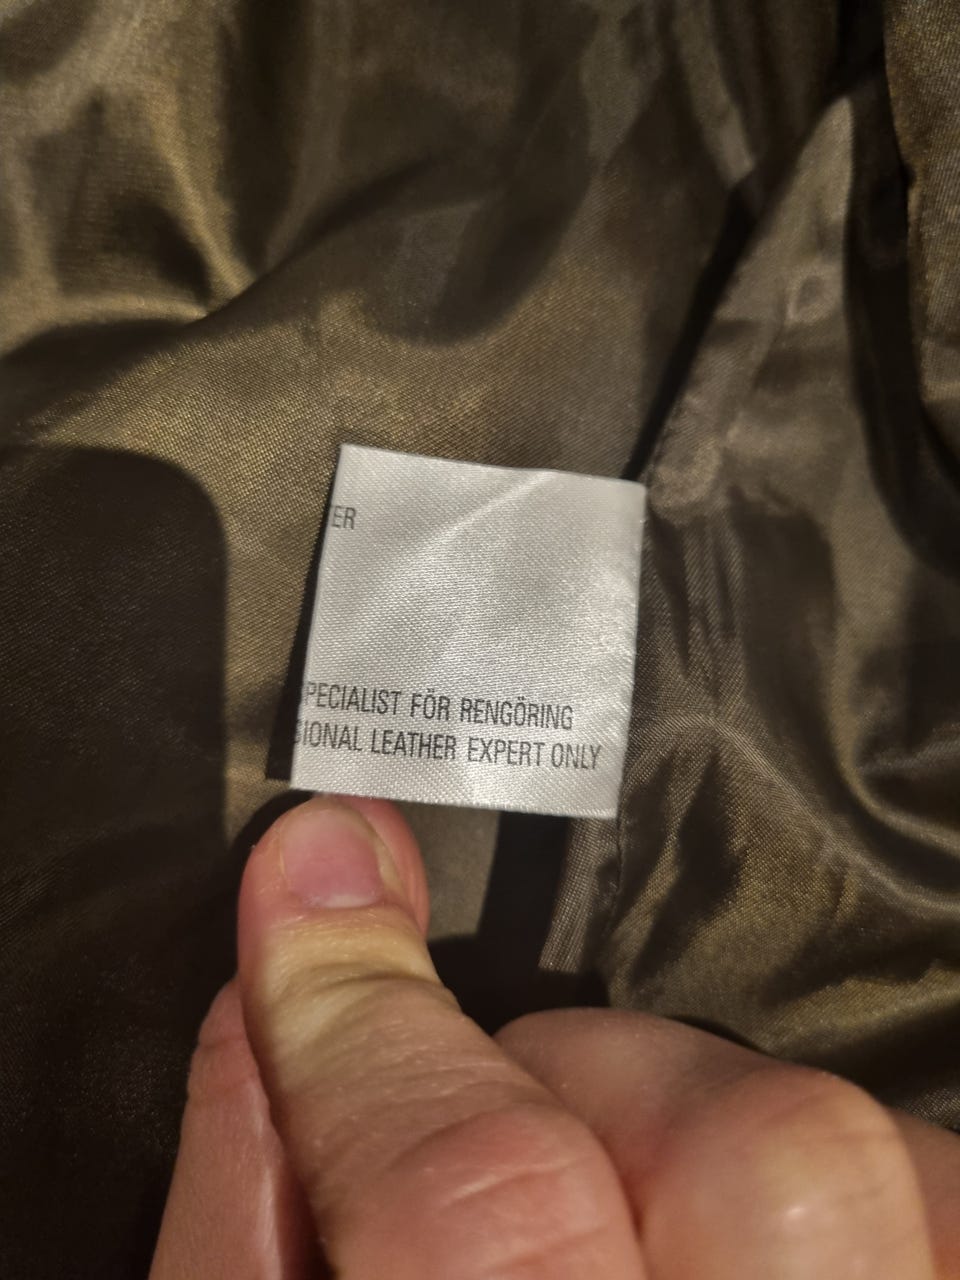 ER
PECIALIST FÖR RENGÖRING
SIONAL LEATHER EXPERT ONLY